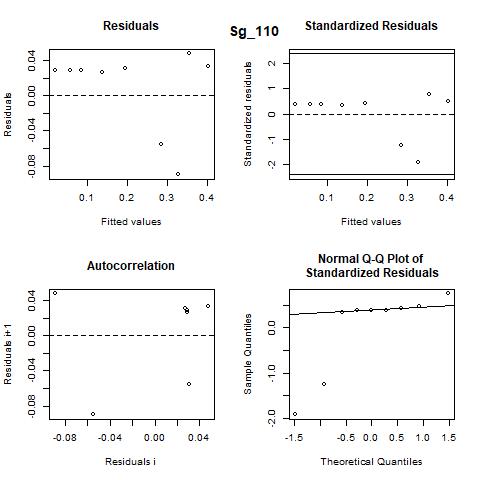 Sg_110
Residuals
Standardized Residuals
Residuals
-0.08 -0.04 0.00 0.04
0.1 0.2 0.3 0.4
Fitted values
Standardized residuals
-2 -1 0 1 2
0.1 0.2 0.3 0.4
Fitted values
Autocorrelation
Normal Q-Q Plot of
Standardized Residuals
Residuals i+1
-0.08 -0.04 0.00 0.04
-0.08 -0.04 0.00 0.04
Residuals i
Sample Quantiles
-2.0 -1.0 0.0
-1.5 -0.5 0.0 0.5 1.0 1.5
Theoretical Quantiles